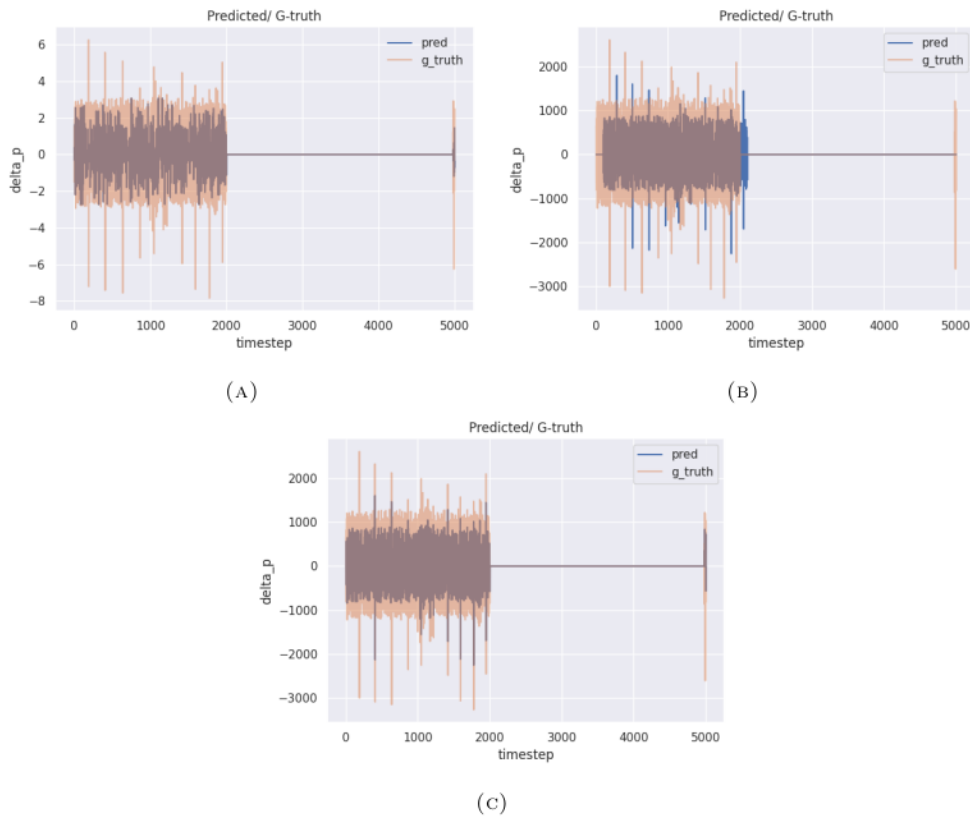 Predicted/ G-truth
pred
g_truth
6
4
2
0
−2
−4
−6
−8
delta_p
0 1000 2000 3000 4000 5000
timestep
(A)
Predicted/ G-truth
pred
g_truth
2000
1000
0
−1000
−2000
−3000
delta_p
0 1000 2000 3000 4000 5000
timestep
(B)
Predicted/ G-truth
pred
g_truth
2000
1000
0
−1000
−2000
−3000
delta_p
0 1000 2000 3000 4000 5000
timestep
(C)